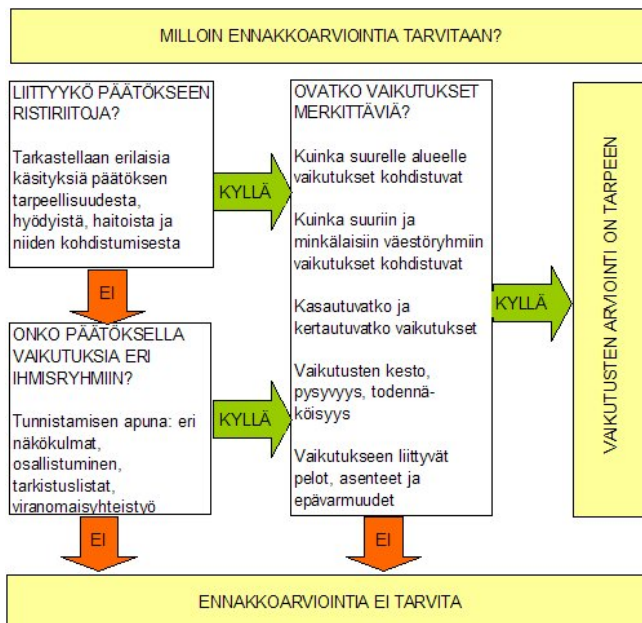 MILLOIN ENNAKKOARVIOINTIA TARVITAAN?
LIITTYYKÖ PÄÄTÖKSEEN
RISTIRIITOJA?
Tarkastellaan erilaisia
käsityksiä päätöksen
tarpeellisuudesta,
hyödyistä, haitoista ja
niiden kohdistumisesta
KYLLÄ
EI
ONKO PÄÄTÖKSELLA
VAIKUTUKSIA ERI
IHMISRYHMIIN?
Tunnistamisen apuna: eri
näkökulmat,
osallistuminen,
tarkistuslistat,
viranomaisyhteistyö
KYLLÄ
EI
OVATKO VAIKUTUKSET
MERKITTÄVIÄ?
Kuinka suurelle alueelle
vaikutukset kohdistuvat
Kuinka suuriin ja
minkälaisiin väestöryhmiin
vaikutukset kohdistuvat
Kasautuvatko ja
kertautuvatko vaikutukset
Vaikutusten kesto,
pysyvyys, todennä-
köisyys
Vaikutukseen liittyvät
pelot, asenteet ja
epävarmuudet
KYLLÄ
EI
VAIKUTUSTEN ARVIOINTI ON TARPEEN
ENNAKKOARVIOINTIA EI TARVITA